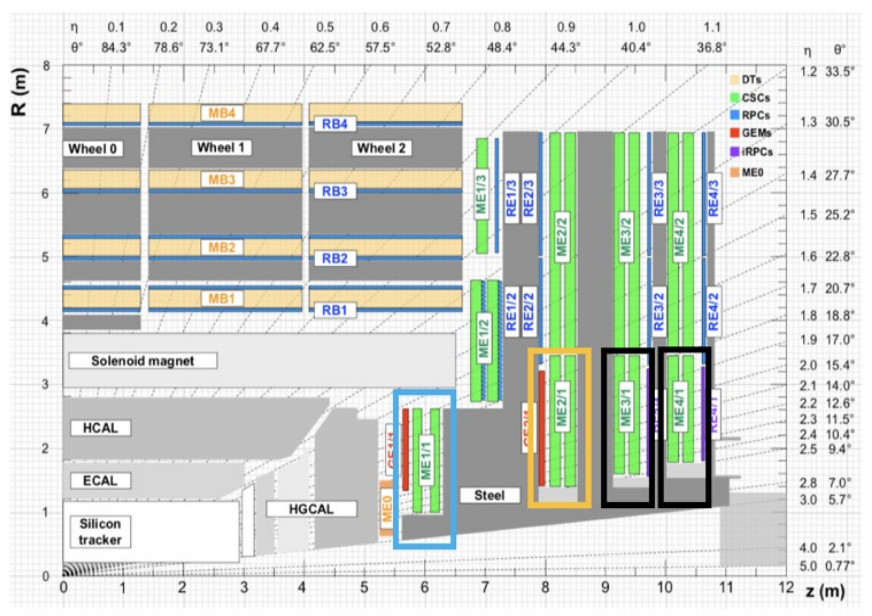 η 0.1 0.2 0.3 0.4 0.5 0.6 0.7 0.8 0.9 1.0 1.1
θ° 84.3° 78.6° 73.1° 67.7° 62.5° 57.5° 52.8° 48.4° 44.3° 40.4° 36.8° η θ°
R (m)
8
7
6
5
4
3
2
1
0
1.2 33.5°
1.3 30.5°
1.4 27.7°
1.5 25.2°
1.6 22.8°
1.7 20.7°
1.8 18.8°
1.9 17.0°
2.0 15.4°
2.1 14.0°
2.2 12.6°
2.3 11.5°
2.4 10.4°
2.5 9.4°
2.8 7.0°
3.0 5.7°
4.0 2.1°
5.0 0.77°
DTs
CSCs
RPCs
GEMs
iRPCs
ME0
MB4
RB4
Wheel 0 Wheel 1 Wheel 2
MB3
RB3
MB2
RB2
MB1
RB1
ME1/3
RE1/3
RE2/3
ME2/2
ME3/2
RE3/3
ME4/2
RE4/3
ME1/2
RE1/2
RE2/2
RE3/2
RE4/2
Solenoid magnet
HCAL
ECAL
Silicon
tracker
HGCAL
ME0
GE1/1
ME1/1
Steel
GE2/1
ME2/1
ME3/1
ME4/1
RE4/1
0 1 2 3 4 5 6 7 8 9 10 11 12
z (m)